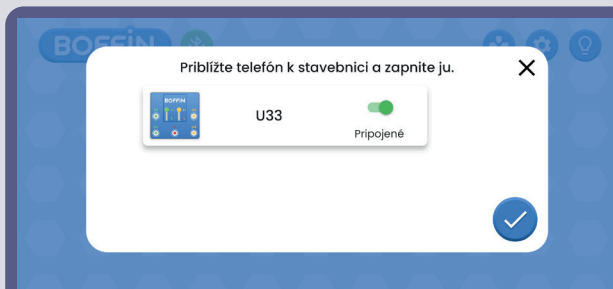 BOFFIN
Priblížte telefón k stavebnici a zapnite ju.
BOFFIN
U33
Pripojené